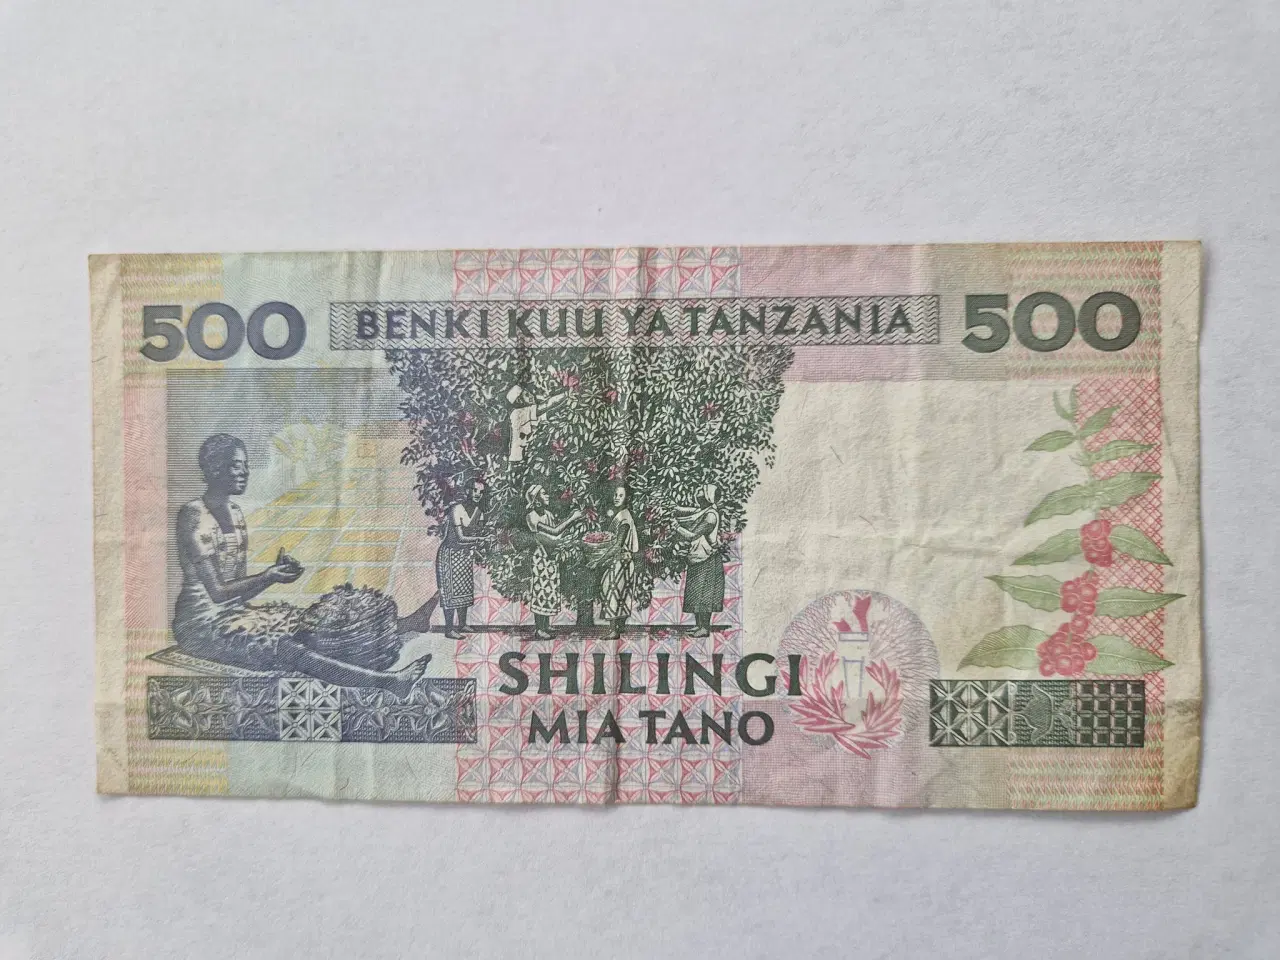 500 BENKI KUU YA TANZANIA 500
SHILINGI
MIA TANO